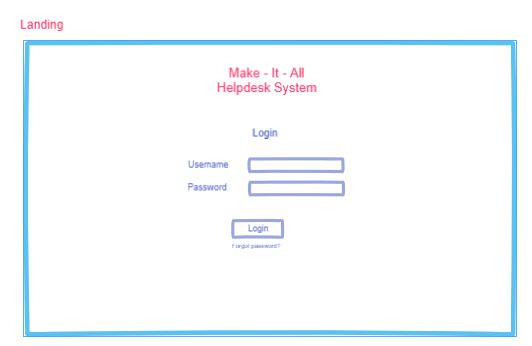 Landing
Make - It - All
Helpdesk System
Login
Username
Password
Login
Forgot password?